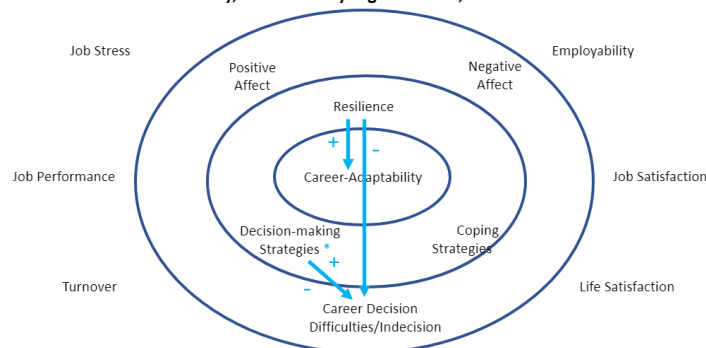 Job Stress
Employability
Positive
Affect
Negative
Affect
Resilience
+
-
Job Performance
Career-Adaptability
Job Satisfaction
Decision-making
Strategies *
Coping
Strategies
+
-
Turnover
Life Satisfaction
Career Decision
Difficulties/Indecision